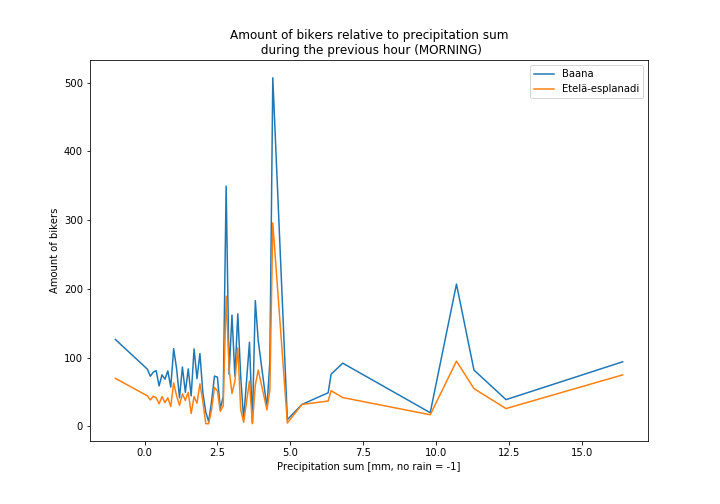 Amount of bikers relative to precipitation sum
during the previous hour (MORNING)
Baana
Etelä-esplanadi
Amount of bikers
500
400
300
200
100
0
0.0 2.5 5.0 7.5 10.0 12.5 15.0
Precipitation sum [mm, no rain = -1]